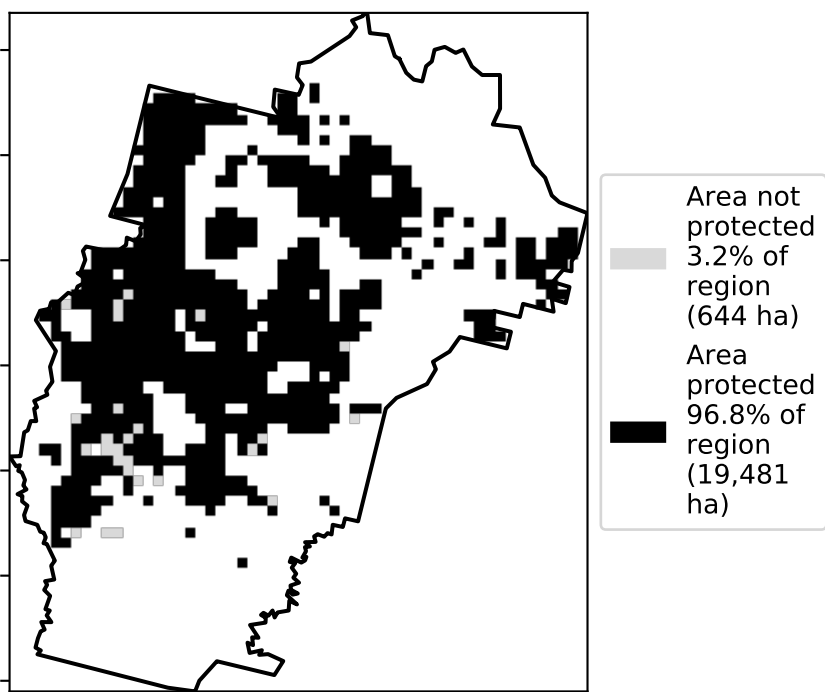 Area not
protected
3.2% of
region
(644 ha)
Area
protected
96.8% of
region
(19,481
ha)